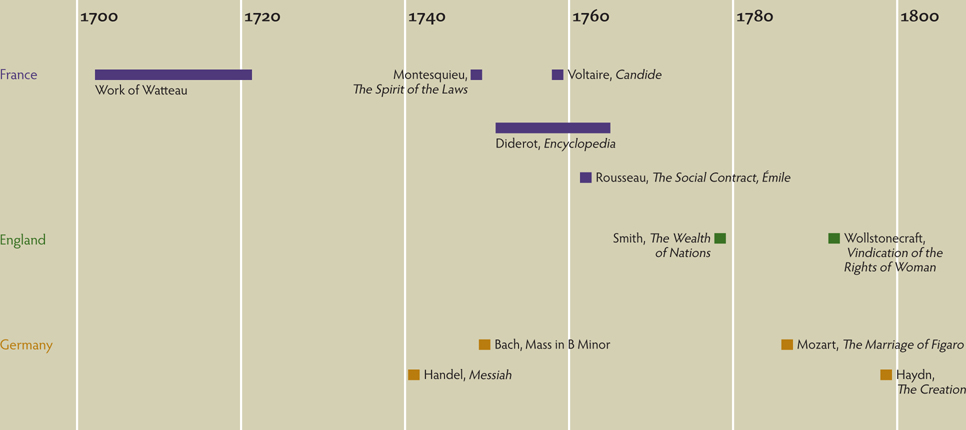 1700 1720 1740 1760 1780 1800
France
Work of Watteau
Montesquieu,
The Spirit of the Laws
Voltaire, Candide
Diderot, Encyclopedia
Rousseau, The Social Contract, Émile
England
Smith, The Wealth
of Nations
Wollstonecraft,
Vindication of the
Rights of Woman
Germany
Bach, Mass in B Minor
Mozart, The Marriage of Figaro
Handel, Messiah
Haydn,
The Creation